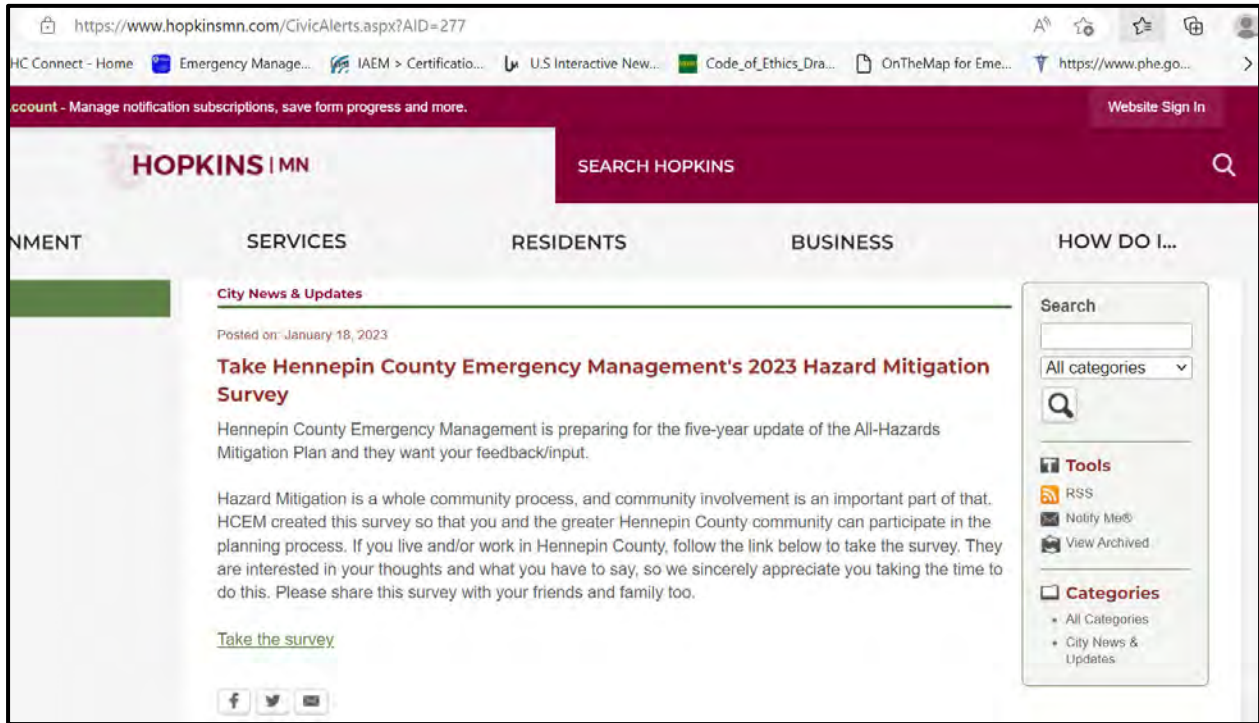 https://www.hopkinsmn.com/CivicAlerts.aspx?AID=277
HC Connect - Home Emergency Manage... IAEM > Certificatio... U.S Interactive New... Code_of_Ethics_Dra... OnTheMap for Eme... https://www.phe.go...
ccount - Manage notification subscriptions, save form progress and more. Website Sign In
HOPKINS | MN SEARCH HOPKINS
NMENT SERVICES RESIDENTS BUSINESS HOW DO I...
City News & Updates
Posted on: January 18, 2023
Take Hennepin County Emergency Management's 2023 Hazard Mitigation
Survey
Hennepin County Emergency Management is preparing for the five-year update of the All-Hazards
Mitigation Plan and they want your feedback/input.
Hazard Mitigation is a whole community process, and community involvement is an important part of that.
HCEM created this survey so that you and the greater Hennepin County community can participate in the
planning process. If you live and/or work in Hennepin County, follow the link below to take the survey. They
are interested in your thoughts and what you have to say, so we sincerely appreciate you taking the time to
do this. Please share this survey with your friends and family too.
Take the survey
Search
All categories
Tools
RSS
Notify Me®
View Archived
Categories
All Categories
City News &
Updates